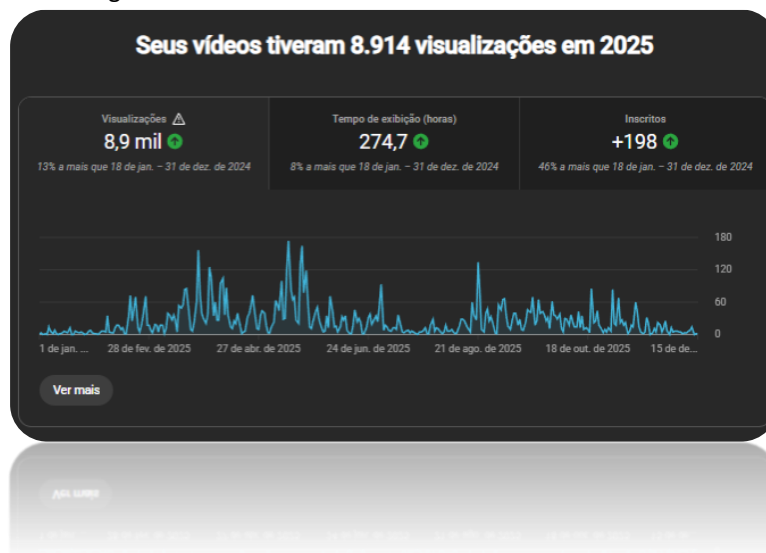 Seus vídeos tiveram 8.914 visualizações em 2025
Visualizações
8,9 mil
13% a mais que 18 de jan. – 31 de dez. de 2024
Tempo de exibição (horas)
274,7
8% a mais que 18 de jan. – 31 de dez. de 2024
Inscritos
+198
46% a mais que 18 de jan. – 31 de dez. de 2024
180
120
60
0
1 de jan. ...
28 de fev. de 2025
27 de abr. de 2025
24 de jun. de 2025
21 de ago. de 2025
18 de out. de 2025
15 de de...
Ver mais